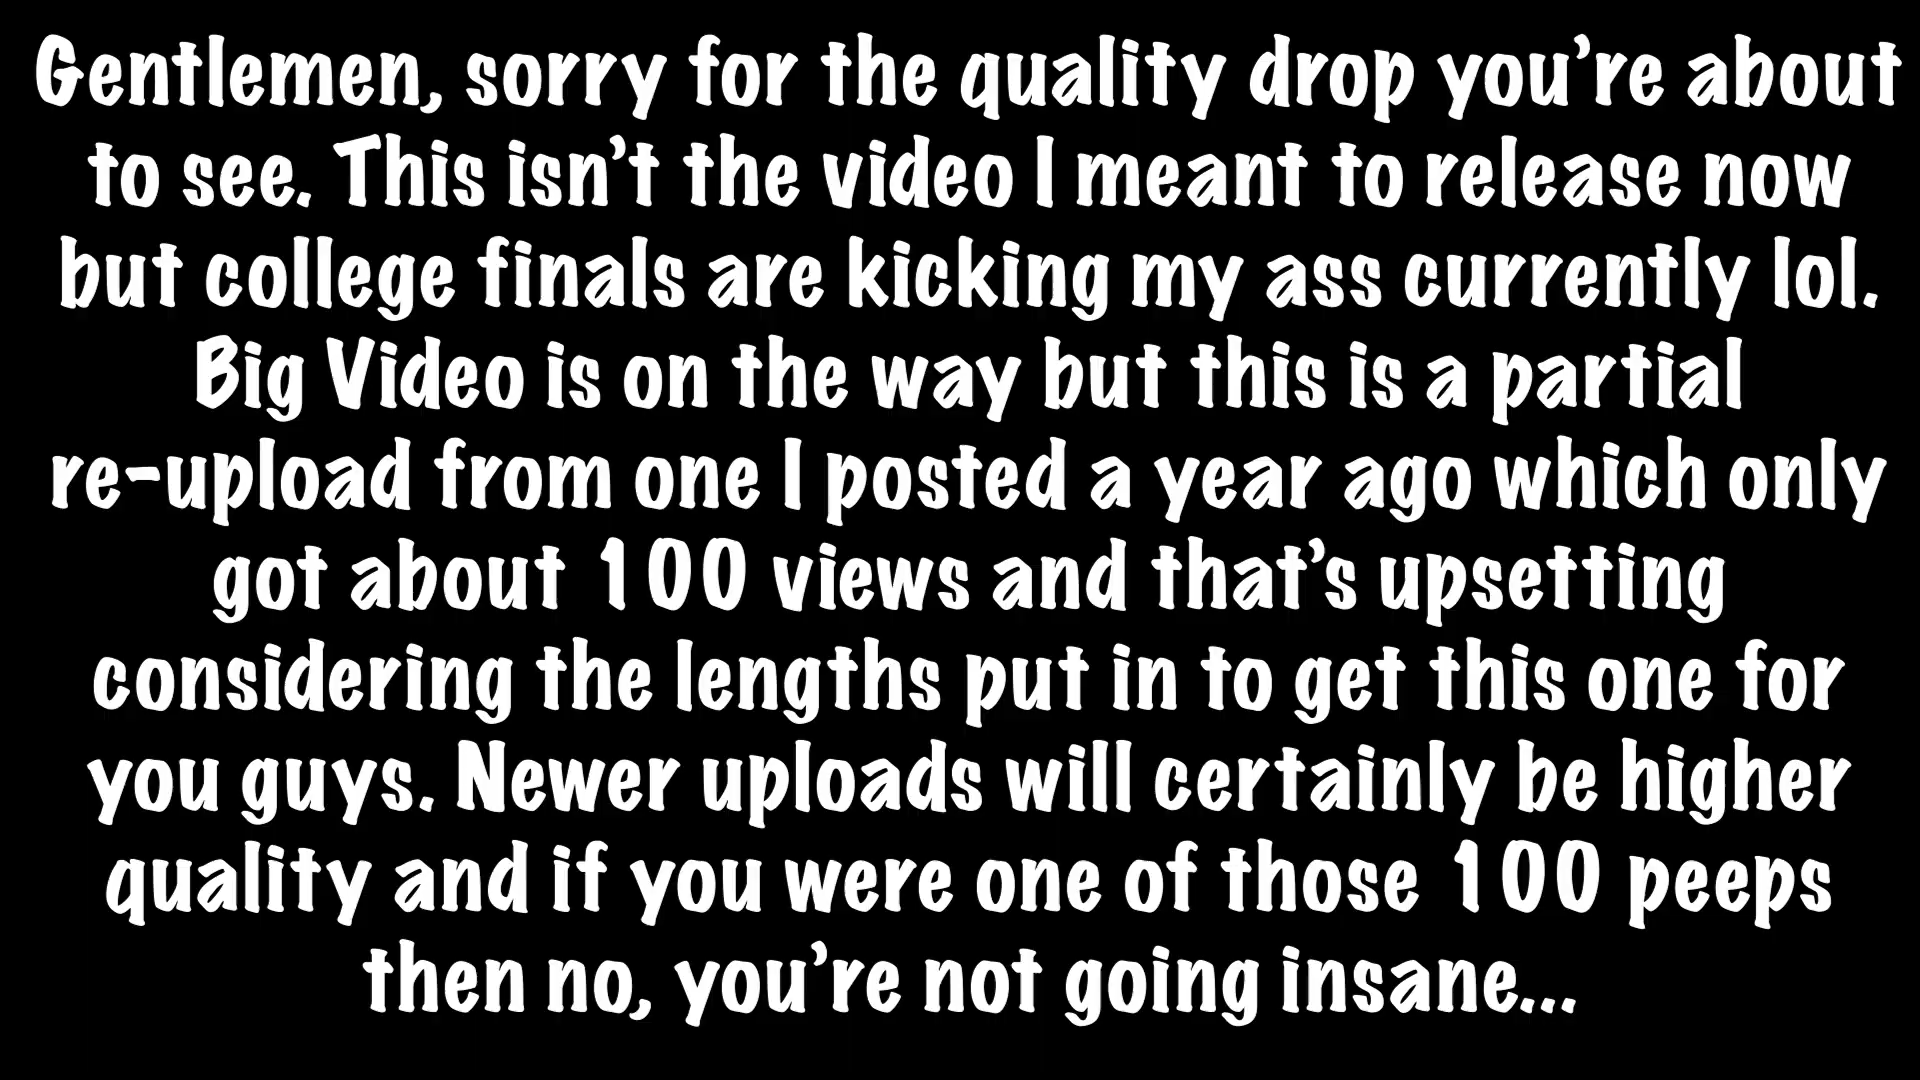 Gentlemen, sorry for the quality drop you’re about
to see. This isn’t the video I meant to release now
but college finals are kicking my ass currently lol.
Big Video is on the way but this is a partial
re-upload from one I posted a year ago which only
got about 100 views and that’s upsetting
considering the lengths put in to get this one for
you guys. Newer uploads will certainly be higher
quality and if you were one of those 100 peeps
then no, you’re not going insane...